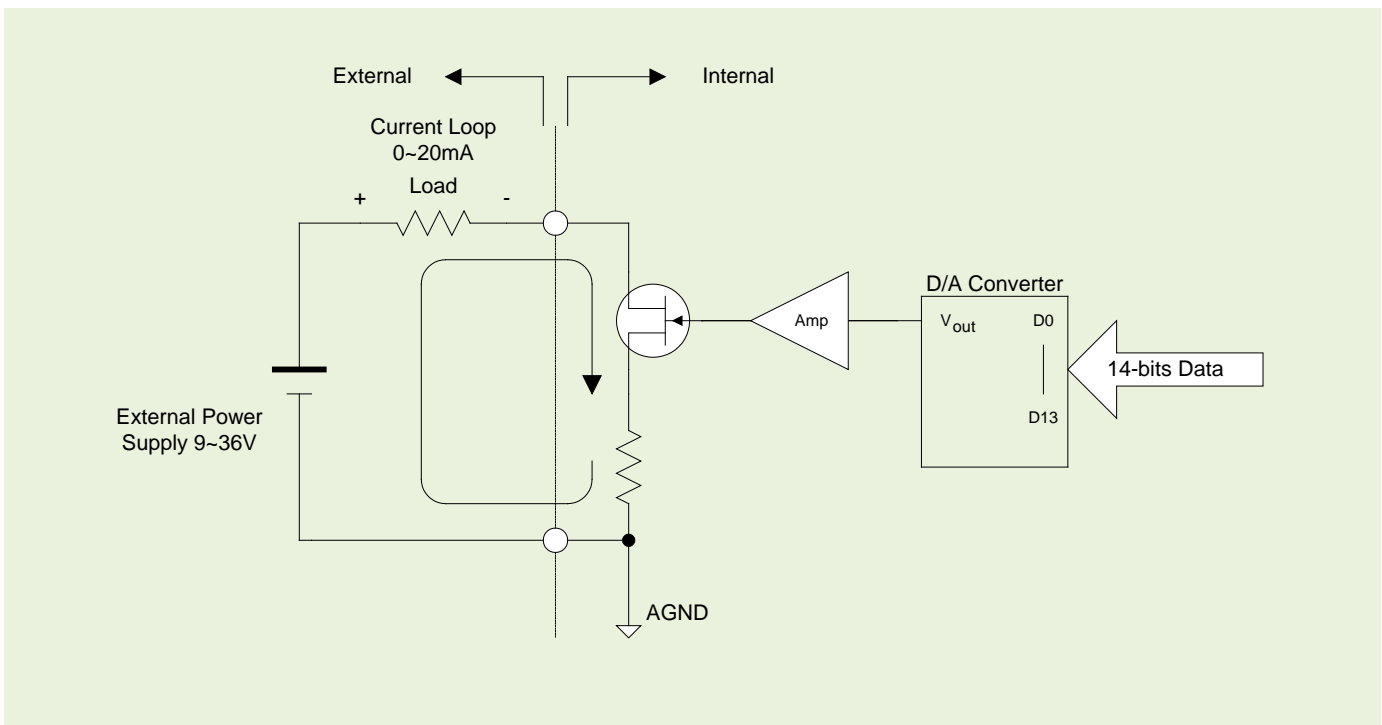 External
Internal
Current Loop
0~20mA
Load
+
-
D/A Converter
Amp
Vout
D0
14-bits Data
D13
External Power
Supply 9~36V
AGND